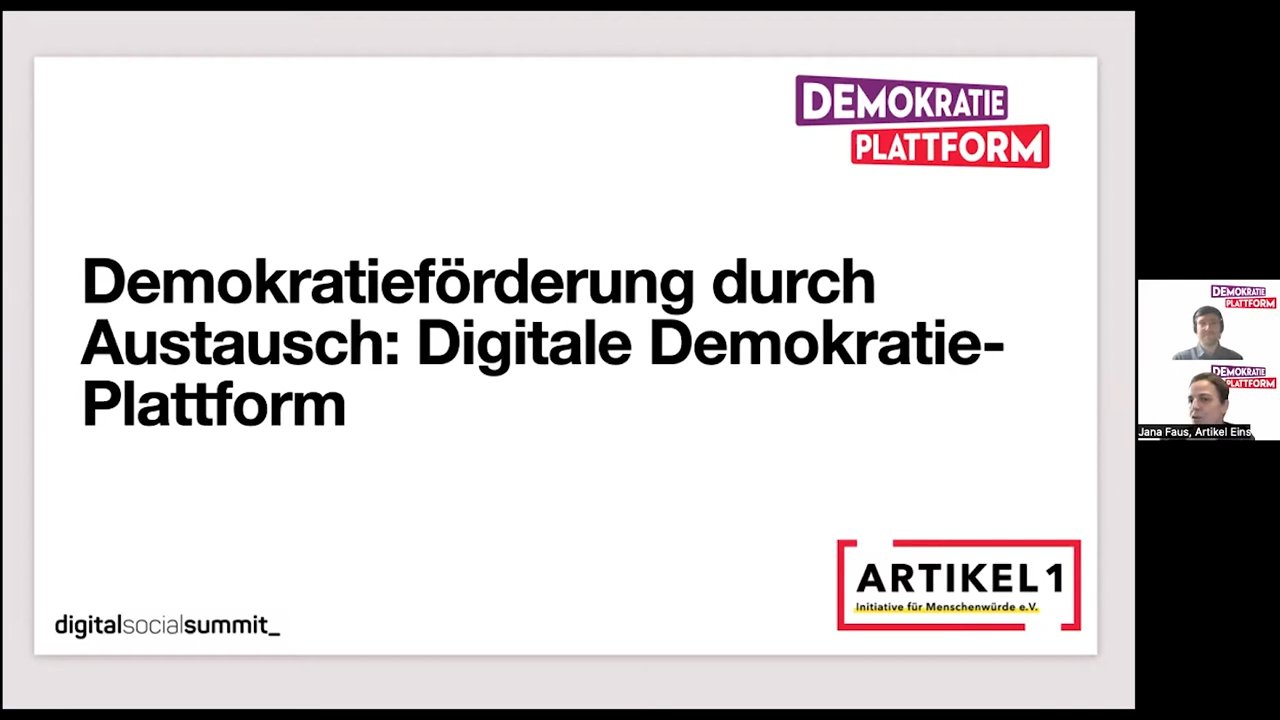 DEMOKRATIE
PLATTFORM
Demokratieförderung durch
Austausch: Digitale Demokratie-
Plattform
ARTIKEL 1
Initiative für Menschenwürde e.V.
digitalsocialsummit_
DEMOKRATIE
PLATTFORM
DEMOKRATIE
PLATTFORM
Jana Faus, Artikel Eins